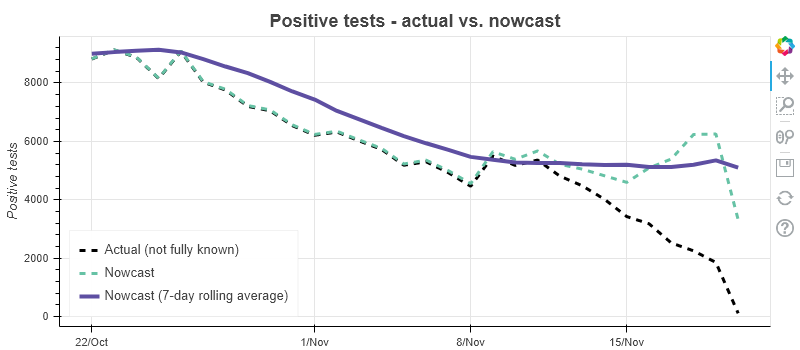 Positive tests - actual vs. nowcast
Positive tests
8000
6000
4000
2000
0
Actual (not fully known)
Nowcast
Nowcast (7-day rolling average)
22/Oct
1/Nov
8/Nov
15/Nov